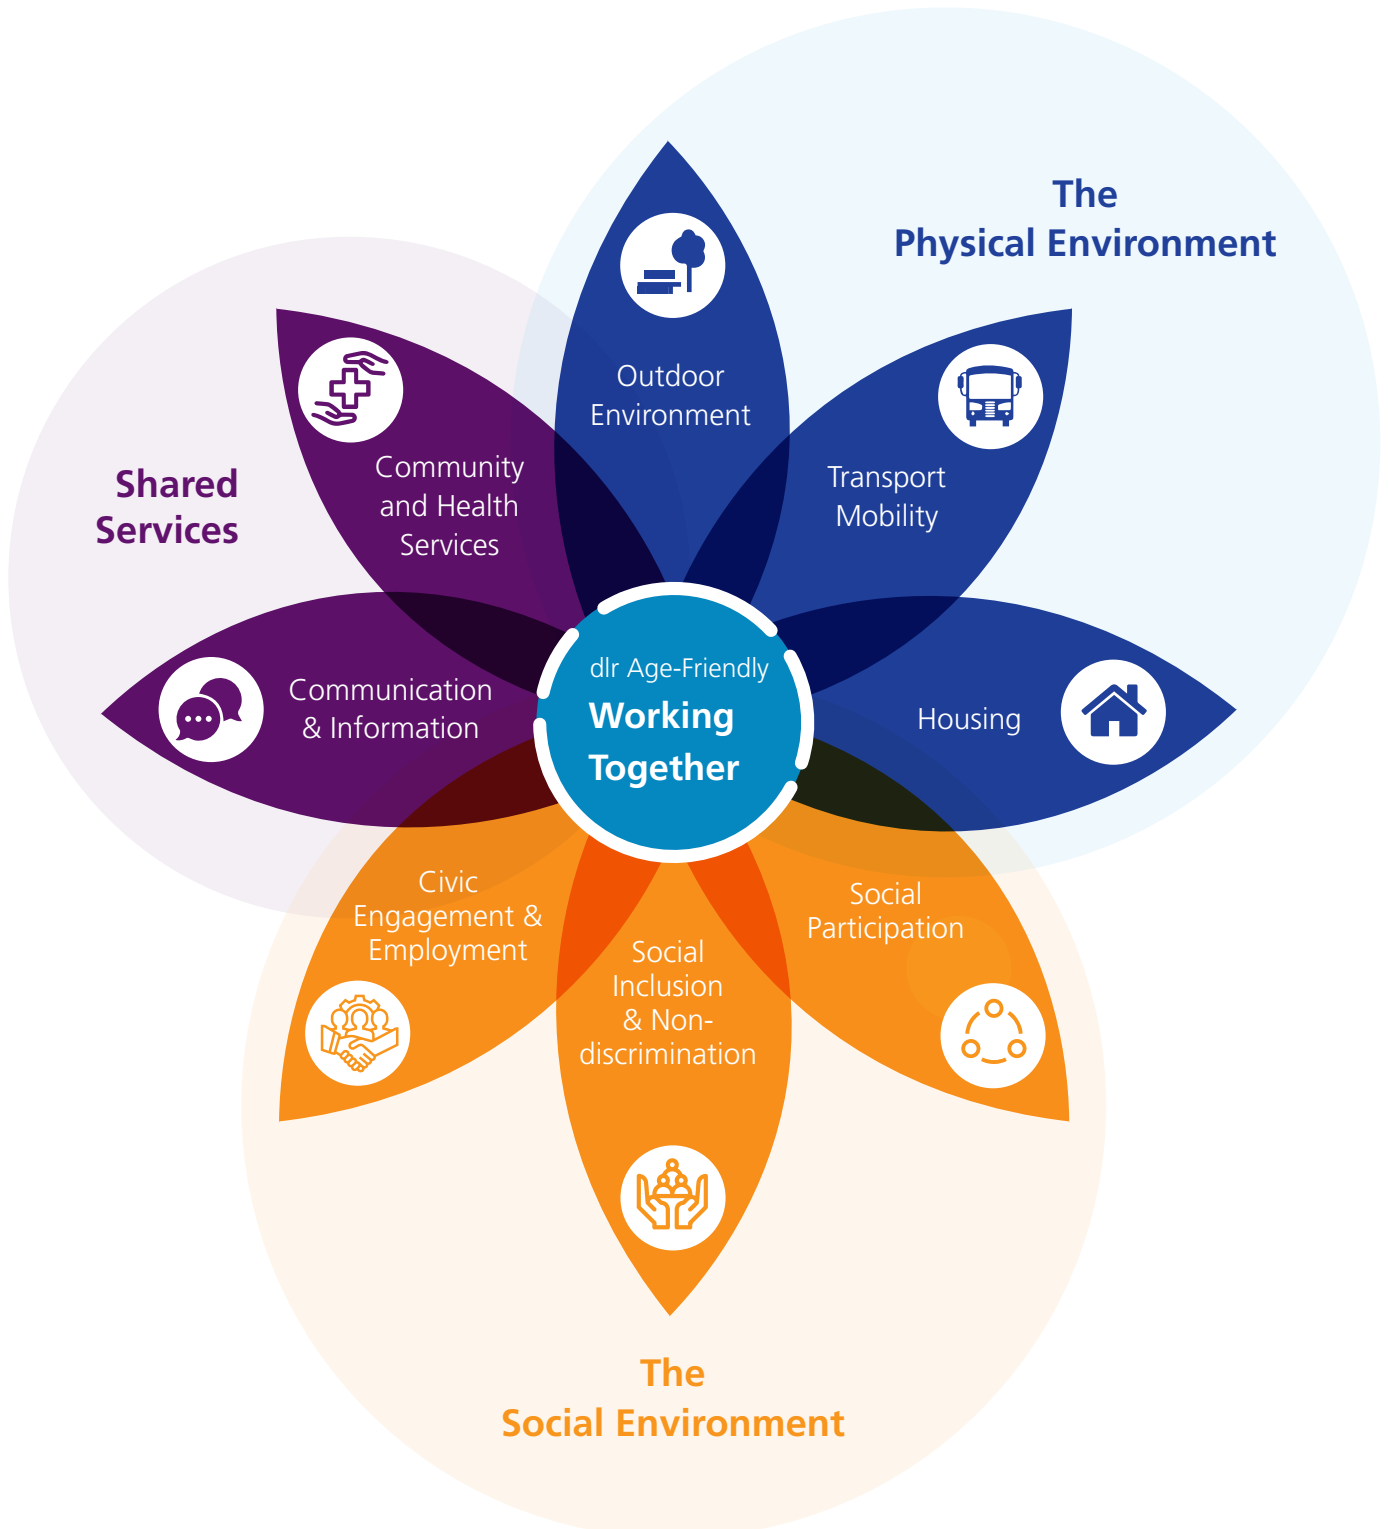 The
Physical Environment
Outdoor
Environment
Transport
Mobility
Housing
Shared
Services
Community
and Health
Services
Communication
& Information
dlr Age-Friendly
Working
Together
Civic
Engagement &
Employment
Social
Inclusion
& Non-
discrimination
Social
Participation
The
Social Environment